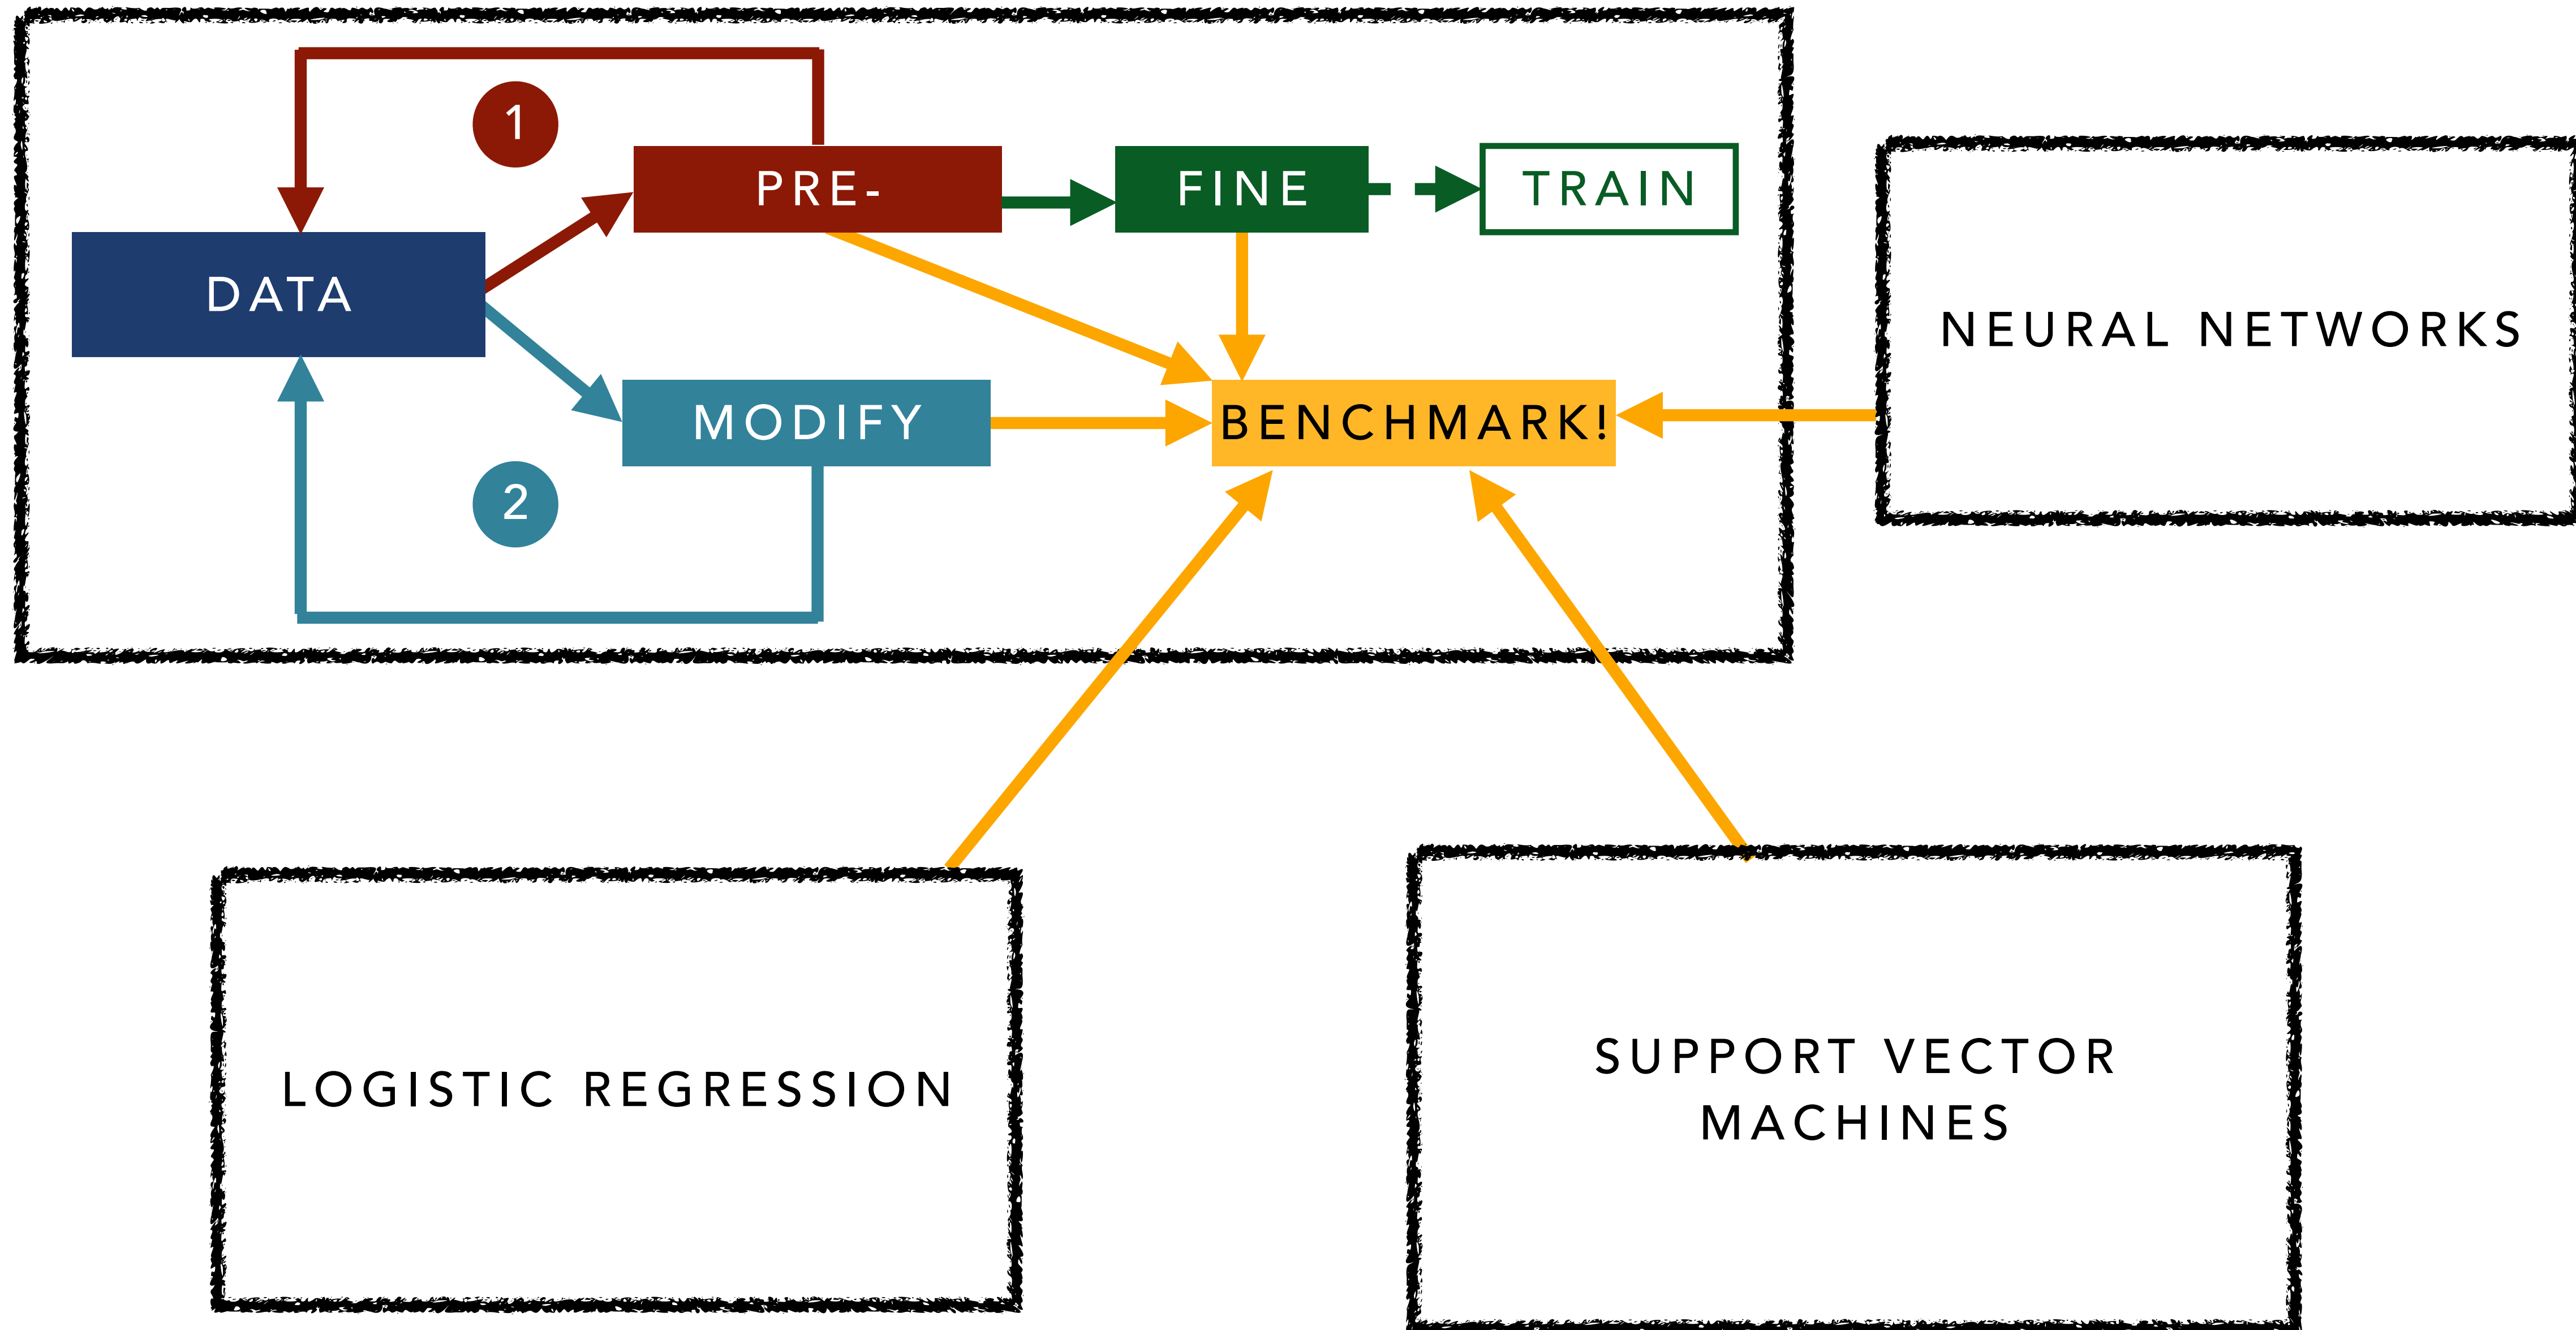 1
PRE-
FINE
TRAIN
DATA
NEURAL NETWORKS
MODIFY
BENCHMARK!
2
LOGISTIC REGRESSION
SUPPORT VECTOR
MACHINES